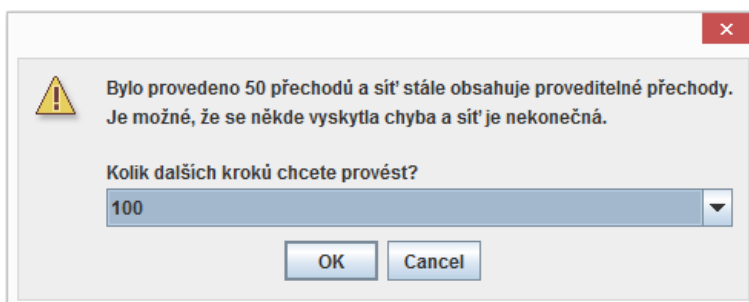 Bylo provedeno 50 přechodů a síť stále obsahuje proveditelné přechody.
Je možné, že se někde vyskytla chyba a síť je nekonečná.
Kolik dalších kroků chcete provést?
100
OK
Cancel